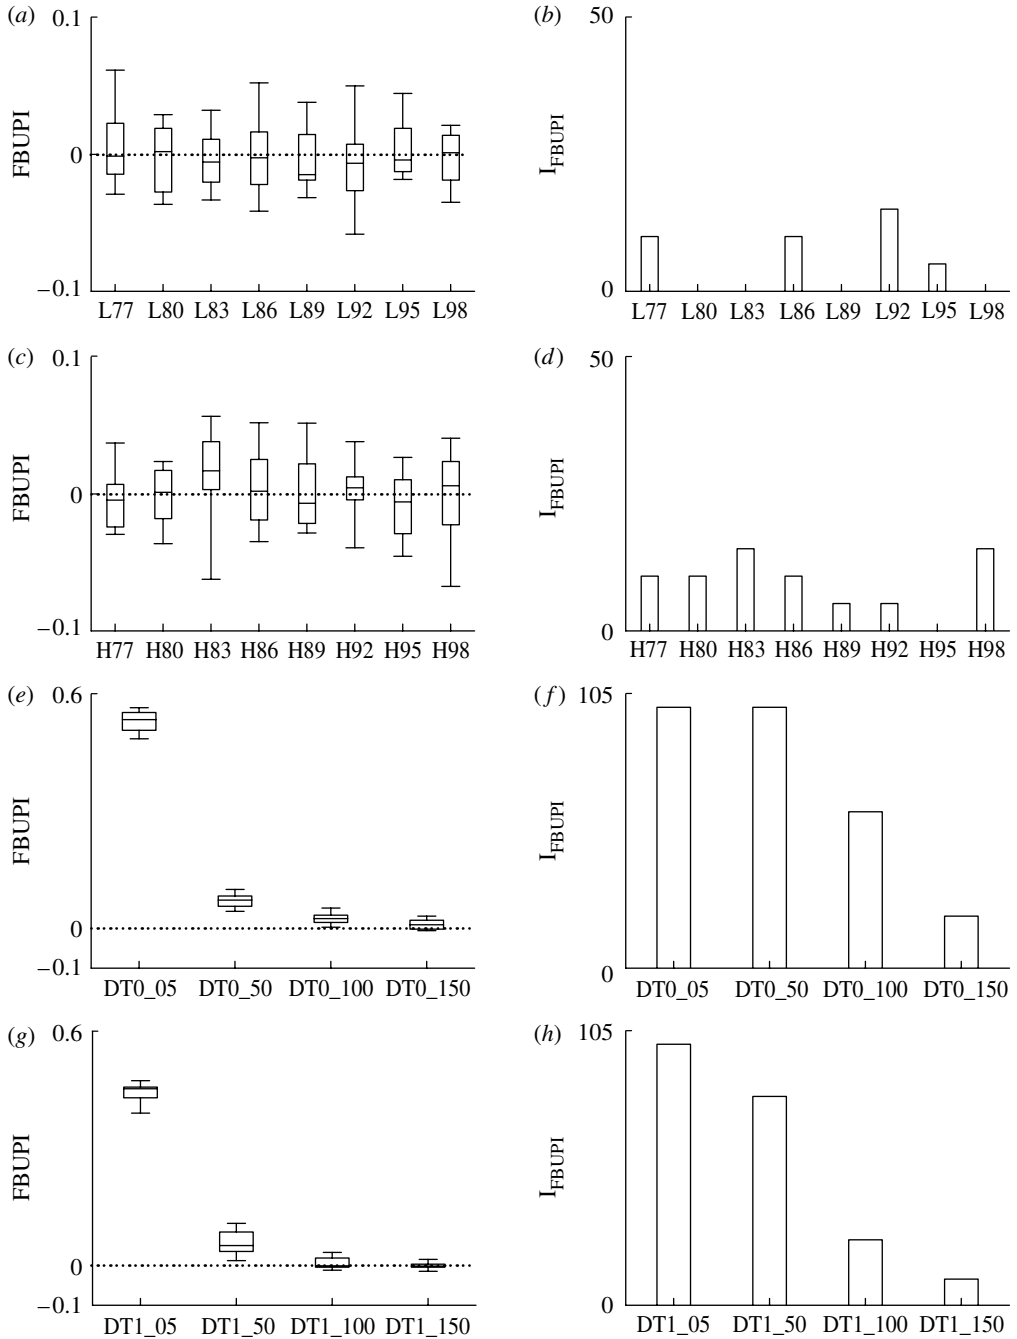 (a)
0.1
FBUPI
0
–0.1
L77 L80 L83 L86 L89 L92 L95 L98
(b)
50
I_FBUPI
0
L77 L80 L83 L86 L89 L92 L95 L98
(c)
0.1
FBUPI
0
–0.1
H77 H80 H83 H86 H89 H92 H95 H98
(d)
50
I_FBUPI
0
H77 H80 H83 H86 H89 H92 H95 H98
(e)
0.6
FBUPI
0
–0.1
DT0_05 DT0_50 DT0_100 DT0_150
(f)
105
I_FBUPI
0
DT0_05 DT0_50 DT0_100 DT0_150
(g)
0.6
FBUPI
0
–0.1
DT1_05 DT1_50 DT1_100 DT1_150
(h)
105
I_FBUPI
0
DT1_05 DT1_50 DT1_100 DT1_150